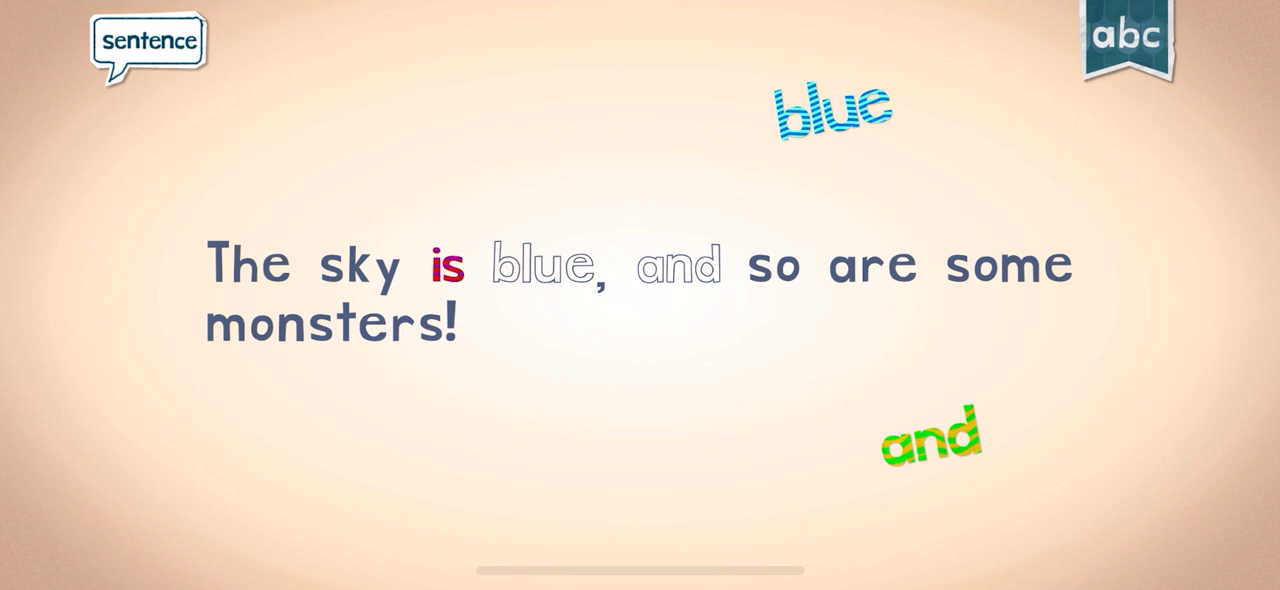 sentence
abc
blue
The sky is blue, and so are some
monsters!
and